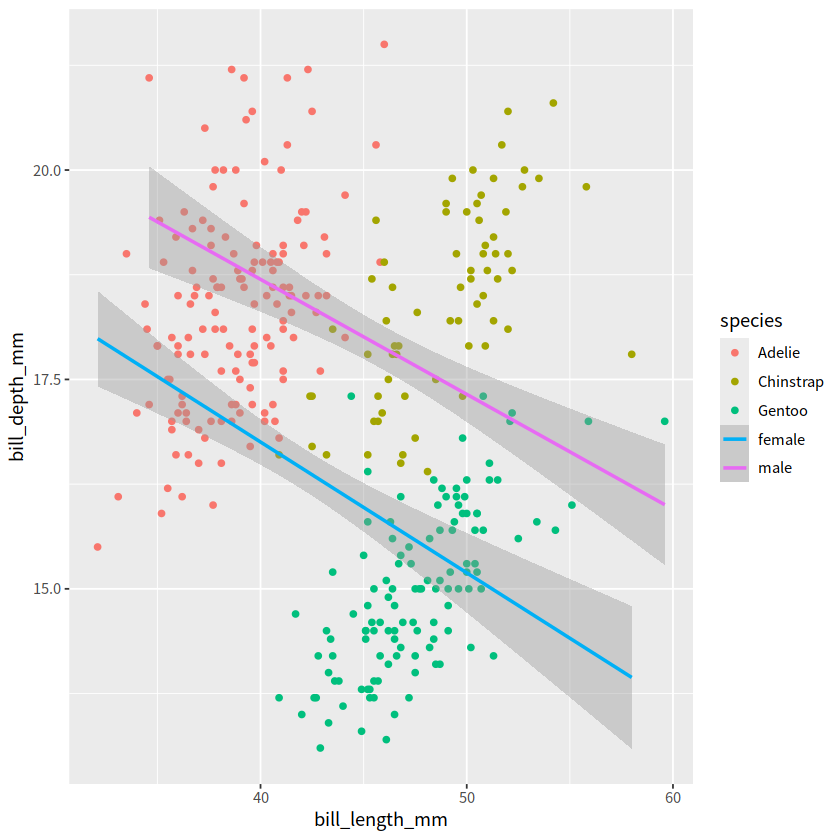 20.0
17.5
15.0
bill_depth_mm
40
50
60
bill_length_mm
species
Adelie
Chinstrap
Gentoo
female
male